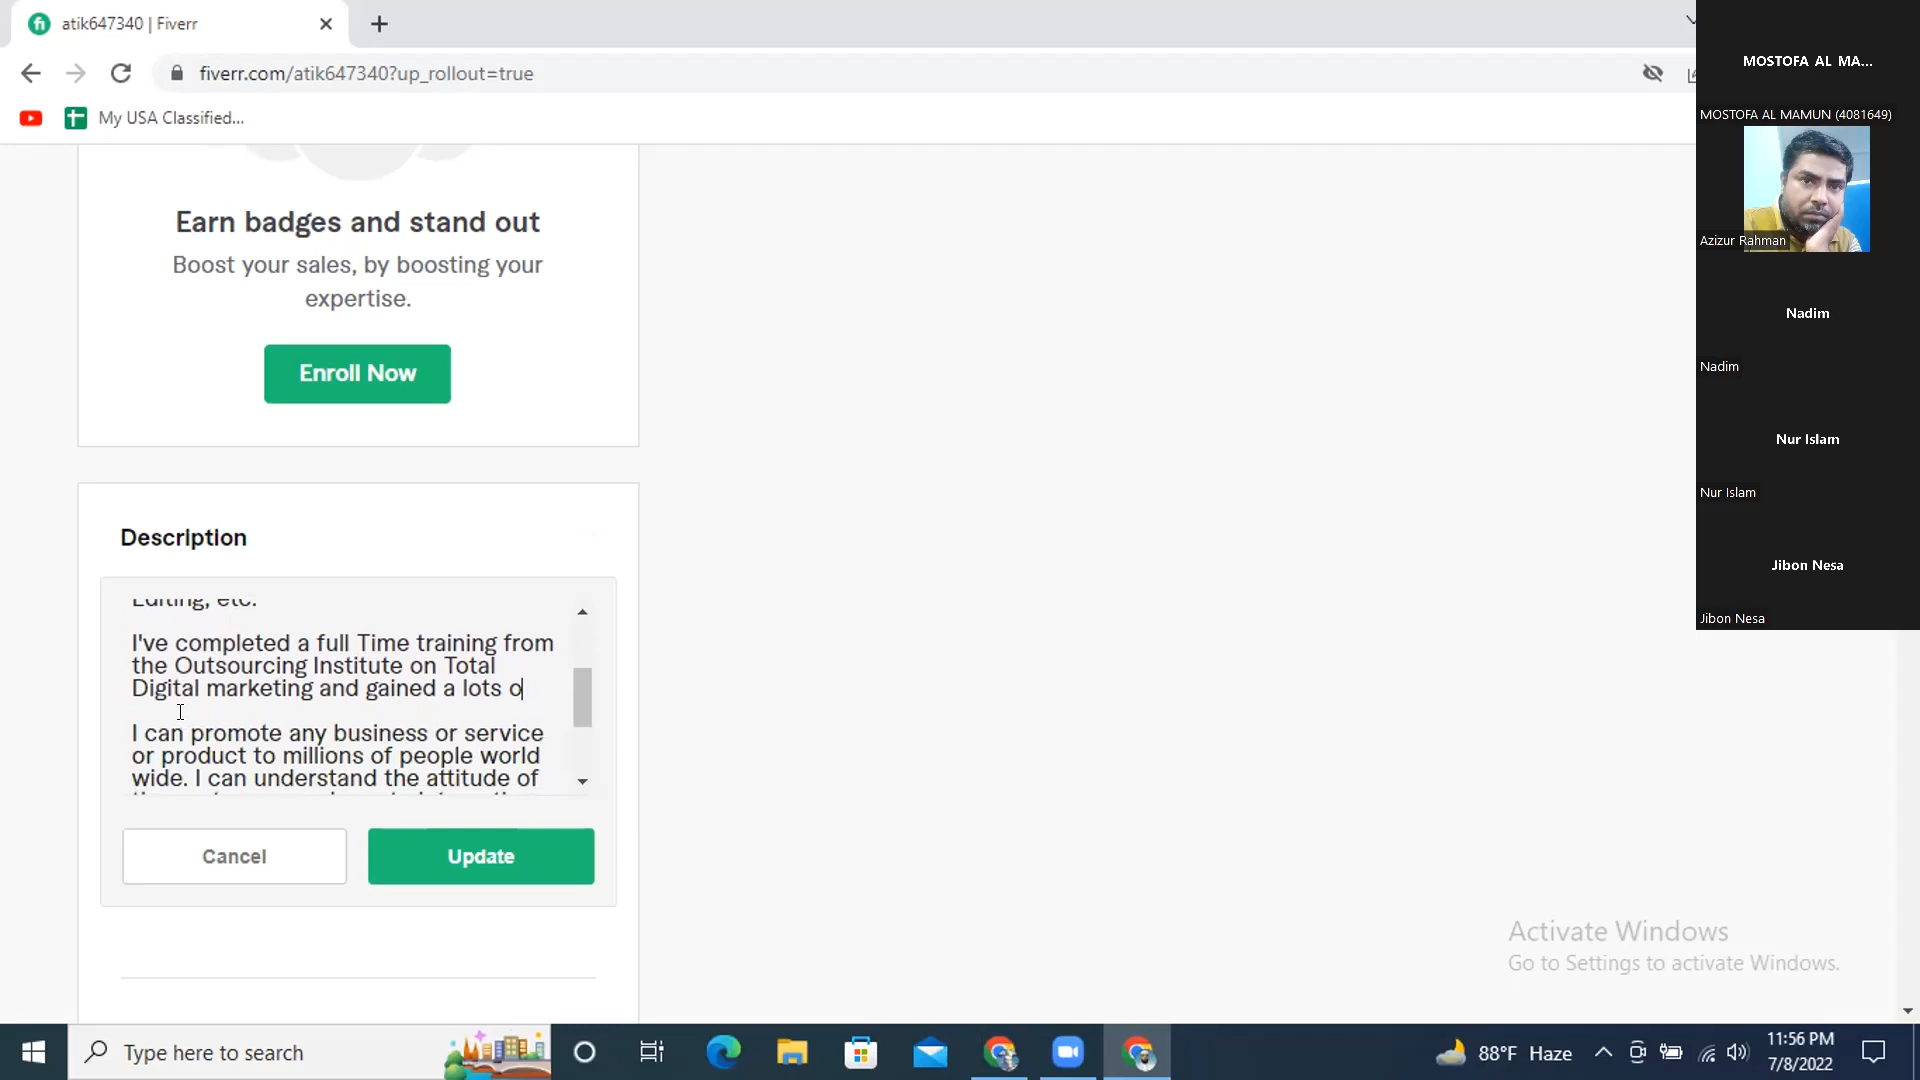 atik647340 | Fiverr
fiverr.com/atik647340?up_rollout=true
My USA Classified...
Earn badges and stand out
Boost your sales, by boosting your
expertise.
Enroll Now
Description
Editing, etc.
I've completed a full Time training from
the Outsourcing Institute on Total
Digital marketing and gained a lots o
I can promote any business or service
or product to millions of people world
wide. I can understand the attitude of
Cancel
Update
MOSTOFA AL MA...
MOSTOFA AL MAMUN (4081649)
Azizur Rahman
Nadim
Nadim
Nur Islam
Nur Islam
Jibon Nesa
Jibon Nesa
Activate Windows
Go to Settings to activate Windows.
Type here to search
88°F Haze
11:56 PM
7/8/2022